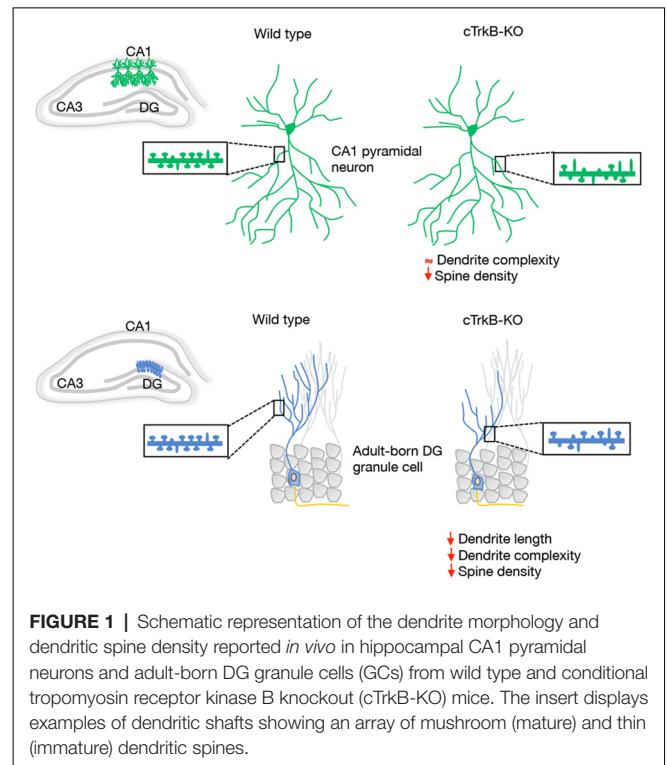 CA1
Wild type
cTrkB-KO
CA3
DG
CA1 pyramidal
neuron
≈ Dendrite complexity
↓ Spine density
CA1
Wild type
cTrkB-KO
CA3
DG
Adult-born DG
granule cell
↓ Dendrite length
↓ Dendrite complexity
↓ Spine density
FIGURE 1 | Schematic representation of the dendrite morphology and
dendritic spine density reported in vivo in hippocampal CA1 pyramidal
neurons and adult-born DG granule cells (GCs) from wild type and conditional
tropomyosin receptor kinase B knockout (cTrkB-KO) mice. The insert displays
examples of dendritic shafts showing an array of mushroom (mature) and thin
(immature) dendritic spines.